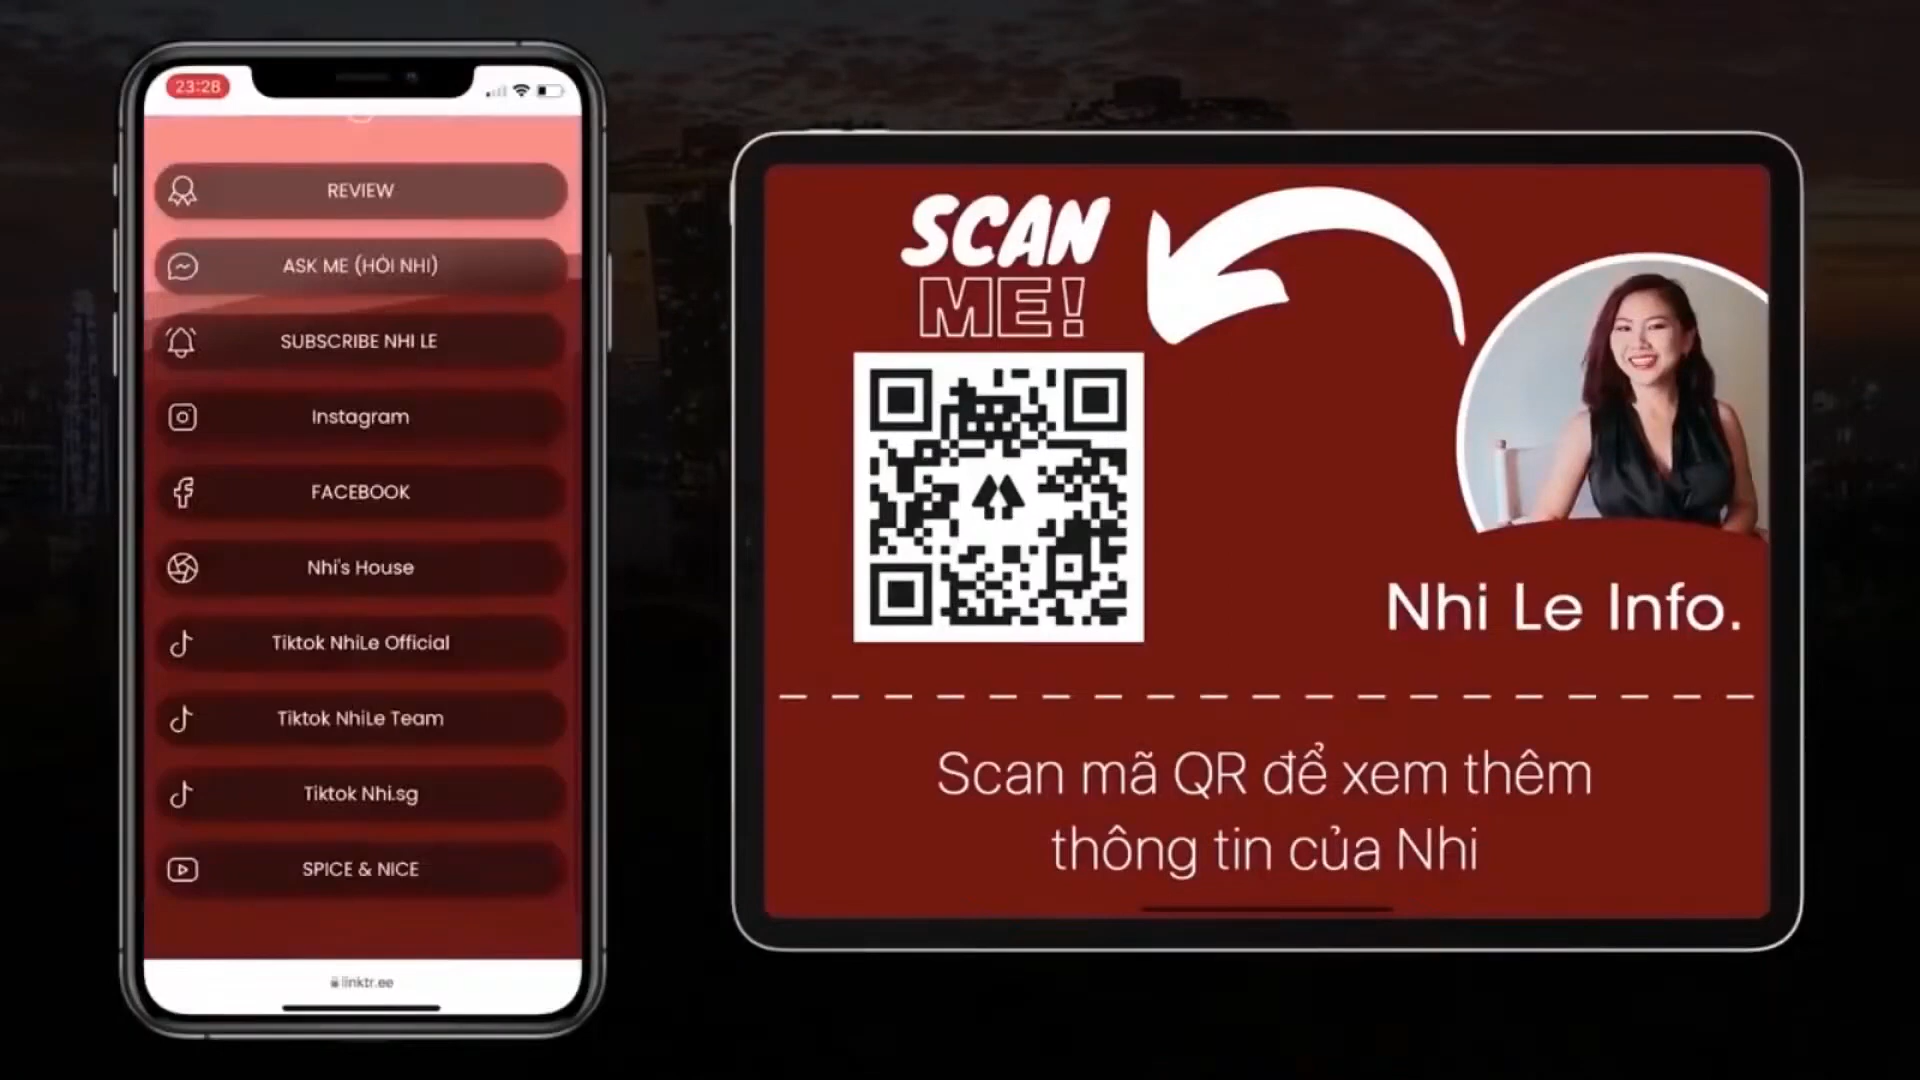 23:28
REVIEW
ASK ME (HỎI NHI)
SUBSCRIBE NHI LE
Instagram
FACEBOOK
Nhi's House
Tiktok NhiLe Official
Tiktok NhiLe Team
Tiktok Nhi.sg
SPICE & NICE
linktr.ee
SCAN
ME!
Nhi Le Info.
Scan mã QR để xem thêm
thông tin của Nhi